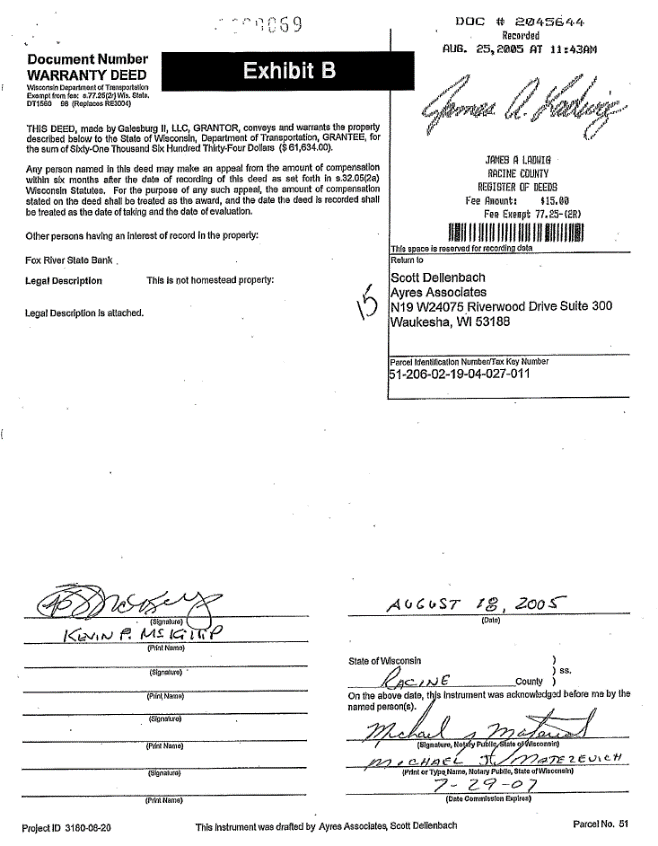 DOC # 2045644
Recorded
AUG. 25,2005 AT 11:43AM
Document Number
WARRANTY DEED
Wisconsin Department of Transportation
Exempt from fee: s.77.25(2r) Wis. Stats.
DT1560 98 (Replaces RE3004)
Exhibit B
James A. Ladwig
THIS DEED, made by Galesburg II, LLC, GRANTOR, conveys and warrants the property
described below to the State of Wisconsin, Department of Transportation, GRANTEE, for
the sum of Sixty-One Thousand Six Hundred Thirty-Four Dollars ($ 61,634.00).
Any person named in this deed may make an appeal from the amount of compensation
within six months after the date of recording of this deed as set forth in s.32.05(2a)
Wisconsin Statutes. For the purpose of any such appeal, the amount of compensation
stated on the deed shall be treated as the award, and the date the deed is recorded shall
be treated as the date of taking and the date of evaluation.
Other persons having an interest of record in the property:
Fox River State Bank
Legal Description This is not homestead property:
Legal Description is attached.
JAMES A LADWIG
RACINE COUNTY
REGISTER OF DEEDS
Fee Amount: $15.00
Fee Exempt 77.25-(2R)
This space is reserved for recording data
Return to
Scott Dellenbach
Ayres Associates
N19 W24075 Riverwood Drive Suite 300
Waukesha, WI 53188
15
Parcel Identification Number/Tax Key Number
51-206-02-19-04-027-011
(Signature)
KEVIN P. MCKITTIP
(Print Name)
(Signature)
(Print Name)
(Signature)
(Print Name)
(Signature)
(Print Name)
AUGUST 18, 2005
(Date)
State of Wisconsin )
) ss.
RACINE County )
On the above date, this instrument was acknowledged before me by the
named person(s).
(Signature, Notary Public, State of Wisconsin)
MICHAEL J. MATEZEVICH
(Print or Type Name, Notary Public, State of Wisconsin)
7-29-07
(Date Commission Expires)
Project ID 3180-08-20
This instrument was drafted by Ayres Associates, Scott Dellenbach
Parcel No. 51